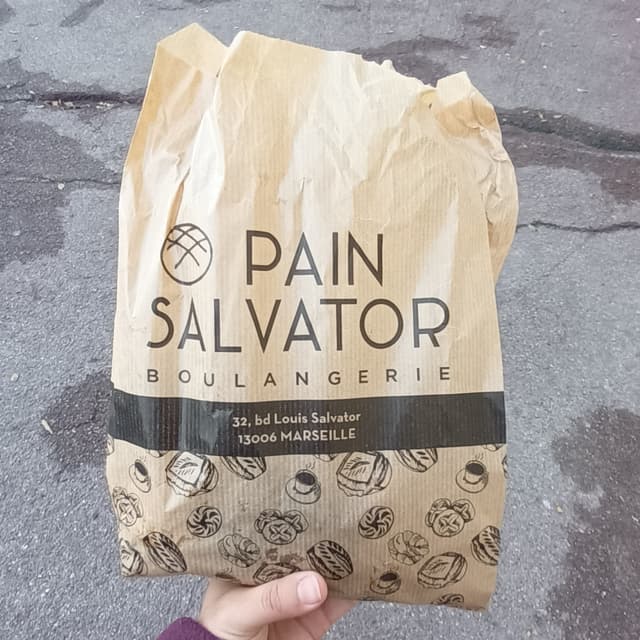 PAIN
SALVATOR
BOULANGERIE
32, bd Louis Salvator
13006 MARSEILLE